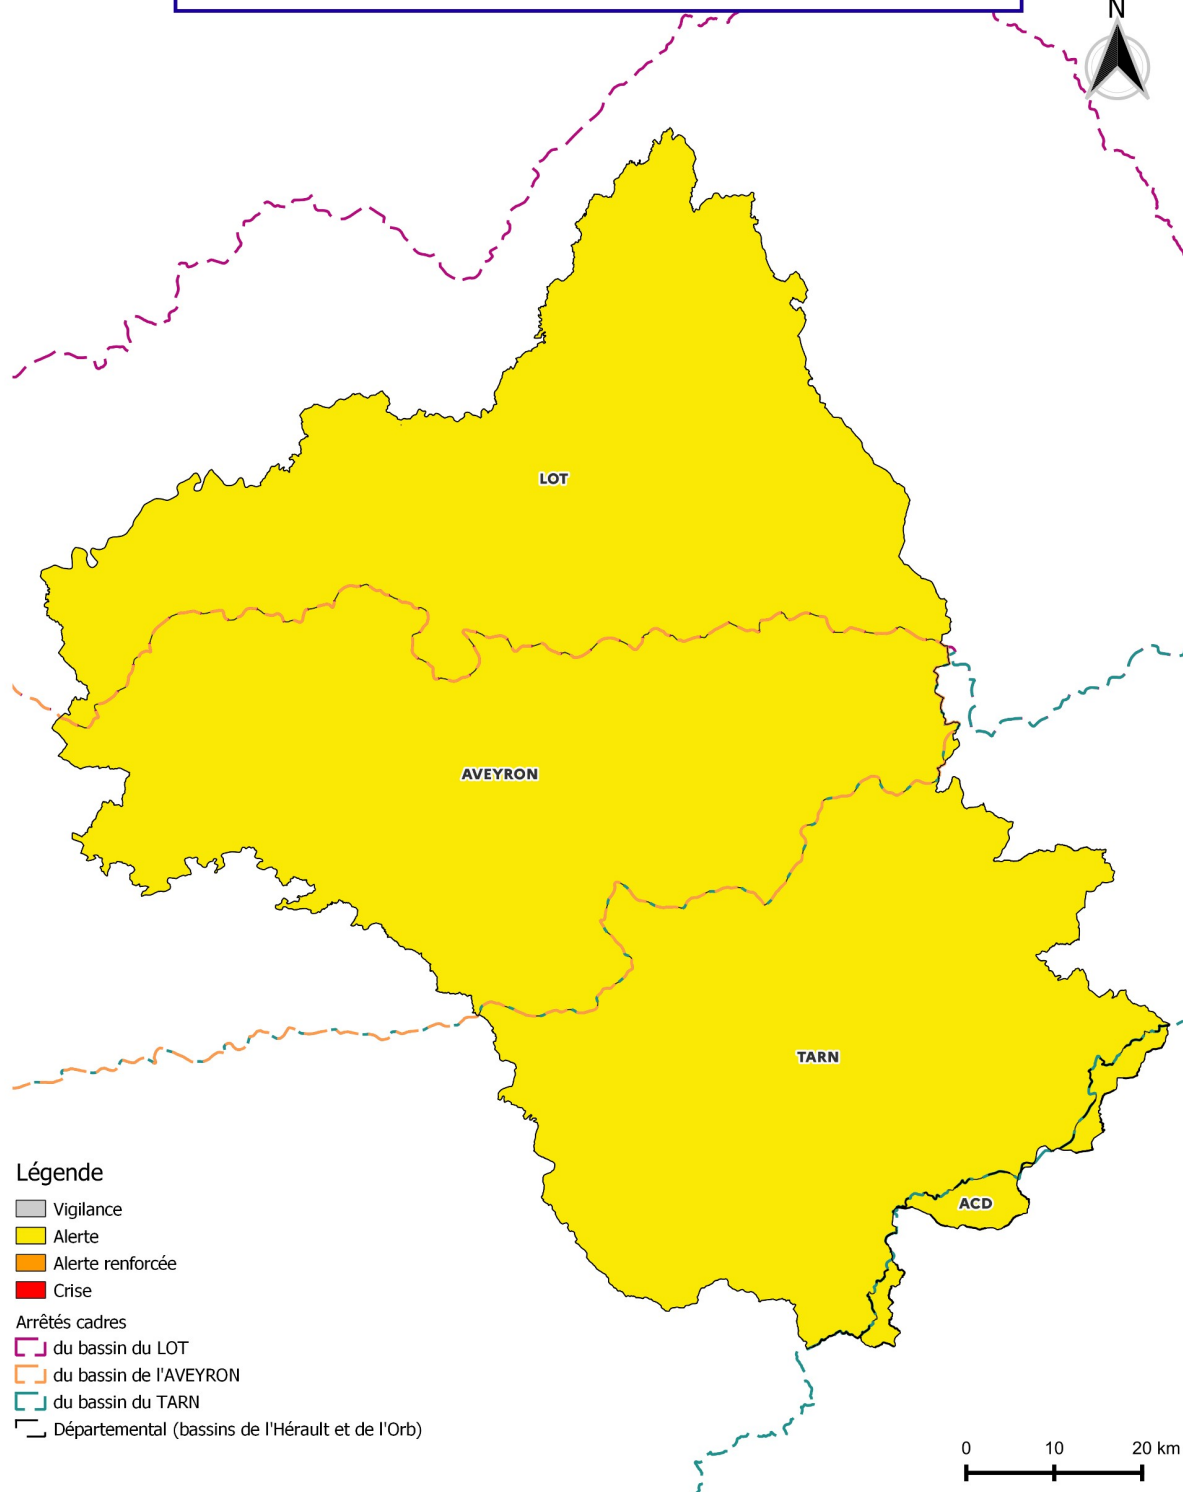 N
LOT
AVEYRON
TARN
ACD
Légende
Vigilance
Alerte
Alerte renforcée
Crise
Arrêtés cadres
du bassin du LOT
du bassin de l'AVEYRON
du bassin du TARN
Départemental (bassins de l'Hérault et de l'Orb)
0 10 20 km